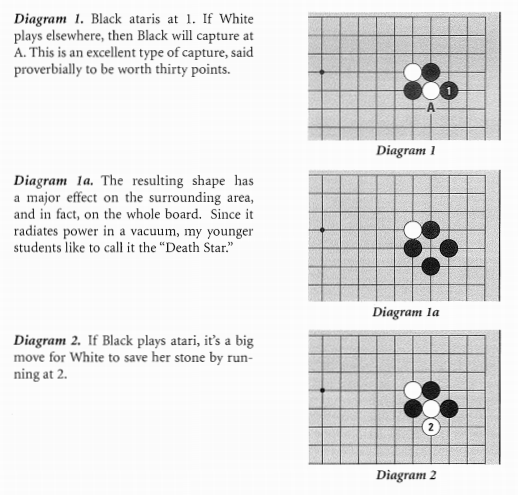 Diagram 1. Black ataris at 1. If White
plays elsewhere, then Black will capture at
A. This is an excellent type of capture, said
proverbially to be worth thirty points.
1
A
Diagram 1
Diagram 1a. The resulting shape has
a major effect on the surrounding area,
and in fact, on the whole board. Since it
radiates power in a vacuum, my younger
students like to call it the “Death Star.”
Diagram 1a
Diagram 2. If Black plays atari, it’s a big
move for White to save her stone by run-
ning at 2.
2
Diagram 2